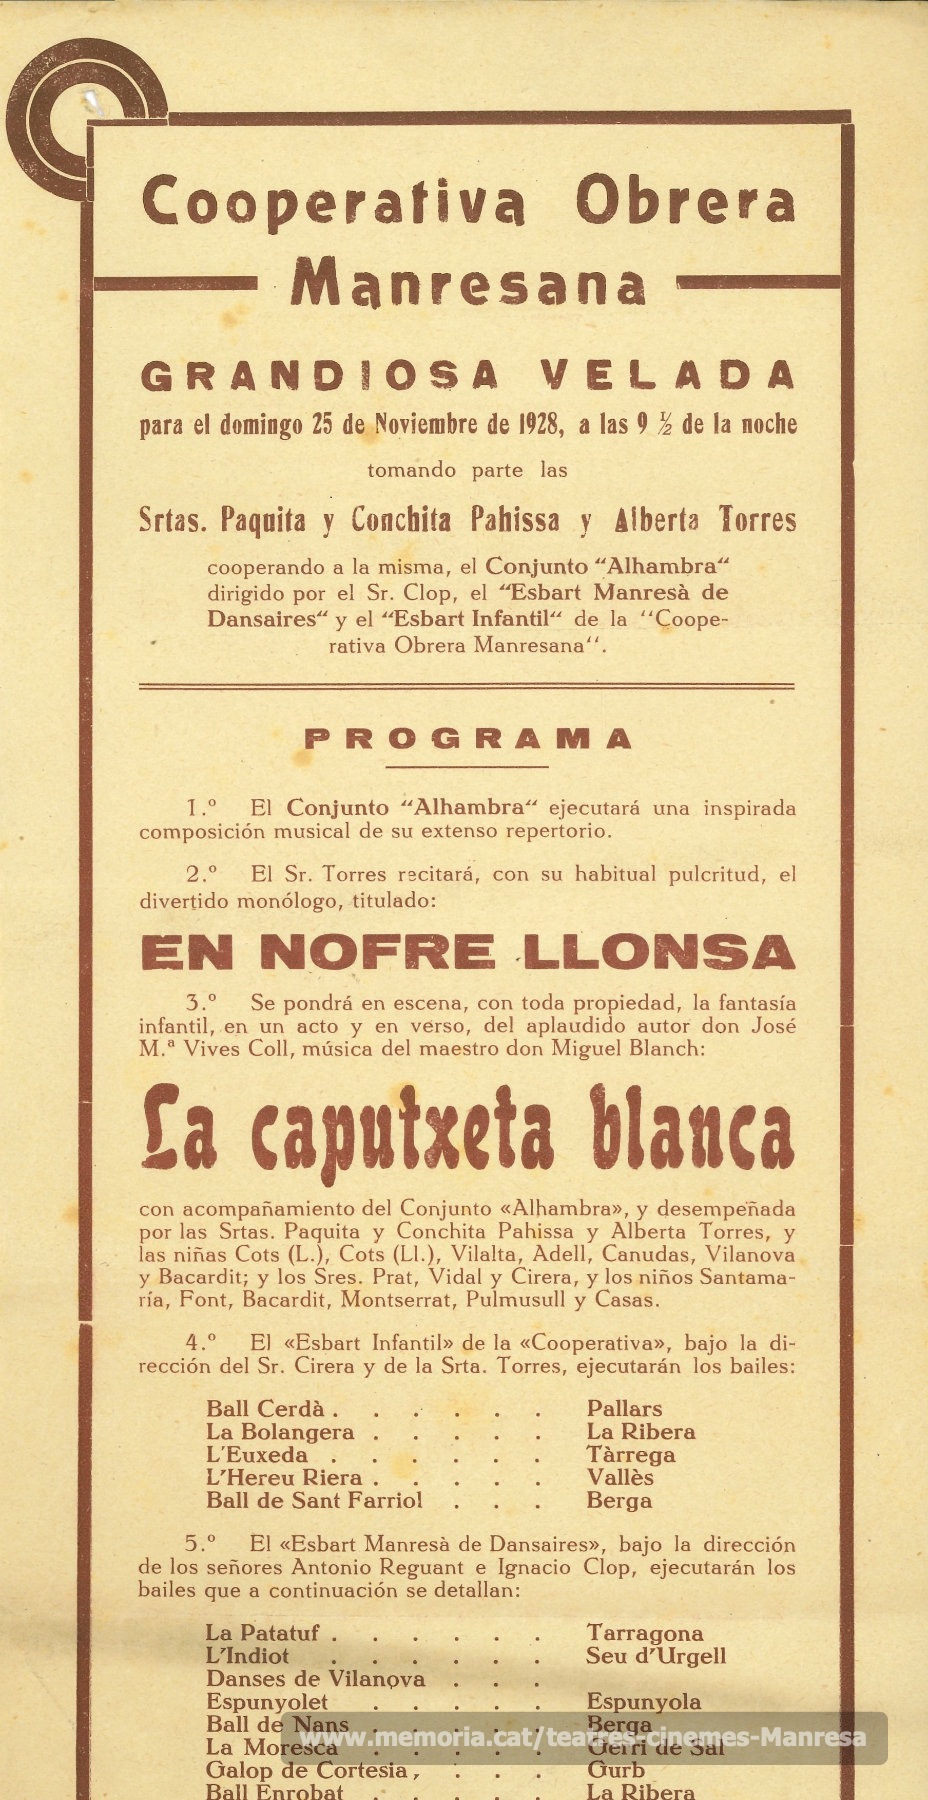 Cooperativa Obrera
Manresana
GRANDIOSA VELADA
para el domingo 25 de Noviembre de 1928, a las 9 ½ de la noche
tomando parte las
Srtas. Paquita y Conchita Pahissa y Alberta Torres
cooperando a la misma, el Conjunto “Alhambra“
dirigido por el Sr. Clop, el “Esbart Manresà de
Dansaires“ y el “Esbart Infantil“ de la ‘‘Coope-
rativa Obrera Manresana‘‘.
PROGRAMA
1.º El Conjunto “Alhambra“ ejecutará una inspirada
composición musical de su extenso repertorio.
2.º El Sr. Torres recitará, con su habitual pulcritud, el
divertido monólogo, titulado:
EN NOFRE LLONSA
3.º Se pondrá en escena, con toda propiedad, la fantasía
infantil, en un acto y en verso, del aplaudido autor don José
M.ª Vives Coll, música del maestro don Miguel Blanch:
La caputxeta blanca
con acompañamiento del Conjunto «Alhambra», y desempeñada
por las Srtas. Paquita y Conchita Pahissa y Alberta Torres, y
las niñas Cots (L.), Cots (Ll.), Vilalta, Adell, Canudas, Vilanova
y Bacardit; y los Sres. Prat, Vidal y Cirera, y los niños Santama-
ría, Font, Bacardit, Montserrat, Pulmusull y Casas.
4.º El «Esbart Infantil» de la «Cooperativa», bajo la di-
rección del Sr. Cirera y de la Srta. Torres, ejecutarán los bailes:
Ball Cerdà . . . . . . Pallars
La Bolangera . . . . . La Ribera
L'Euxeda . . . . . . Tàrrega
L'Hereu Riera . . . . . Vallès
Ball de Sant Farriol . . . Berga
5.º El «Esbart Manresà de Dansaires», bajo la dirección
de los señores Antonio Reguant e Ignacio Clop, ejecutarán los
bailes que a continuación se detallan:
La Patatuf . . . . . . Tarragona
L'Indiot . . . . . . Seu d'Urgell
Danses de Vilanova . . .
Espunyolet . . . . . Espunyola
Ball de Nans . . . . . Berga
www.memoria.cat/teatres-cinemes-Manresa
La Moresca . . . . . Gerri de Sal
Galop de Cortesia , . . . Gurb
Ball Enrobat . . . . . La Ribera